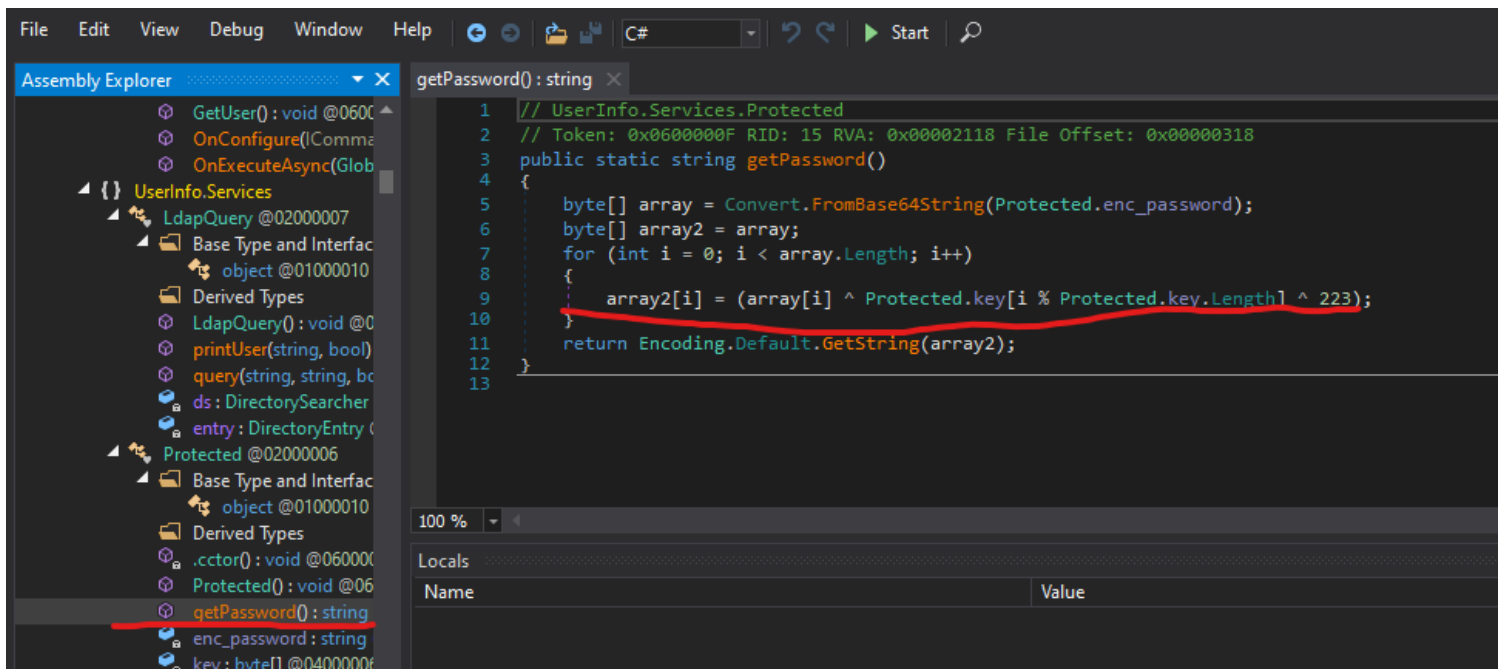 File Edit View Debug Window Help C# Start
Assembly Explorer
GetUser() : void @0600
OnConfigure(IComma
OnExecuteAsync(Glob
{ } UserInfo.Services
LdapQuery @02000007
Base Type and Interfac
object @01000010
Derived Types
LdapQuery() : void @0
printUser(string, bool)
query(string, string, bo
ds : DirectorySearcher
entry : DirectoryEntry (
Protected @02000006
Base Type and Interfac
object @01000010
Derived Types
.cctor() : void @060000
Protected() : void @06
getPassword() : string
enc_password : string
key : byte[] @04000006
getPassword() : string
1 // UserInfo.Services.Protected
2 // Token: 0x0600000F RID: 15 RVA: 0x00002118 File Offset: 0x00000318
3 public static string getPassword()
4 {
5 byte[] array = Convert.FromBase64String(Protected.enc_password);
6 byte[] array2 = array;
7 for (int i = 0; i < array.Length; i++)
8 {
9 array2[i] = (array[i] ^ Protected.key[i % Protected.key.Length] ^ 223);
10 }
11 return Encoding.Default.GetString(array2);
12 }
13
100 %
Locals
Name Value